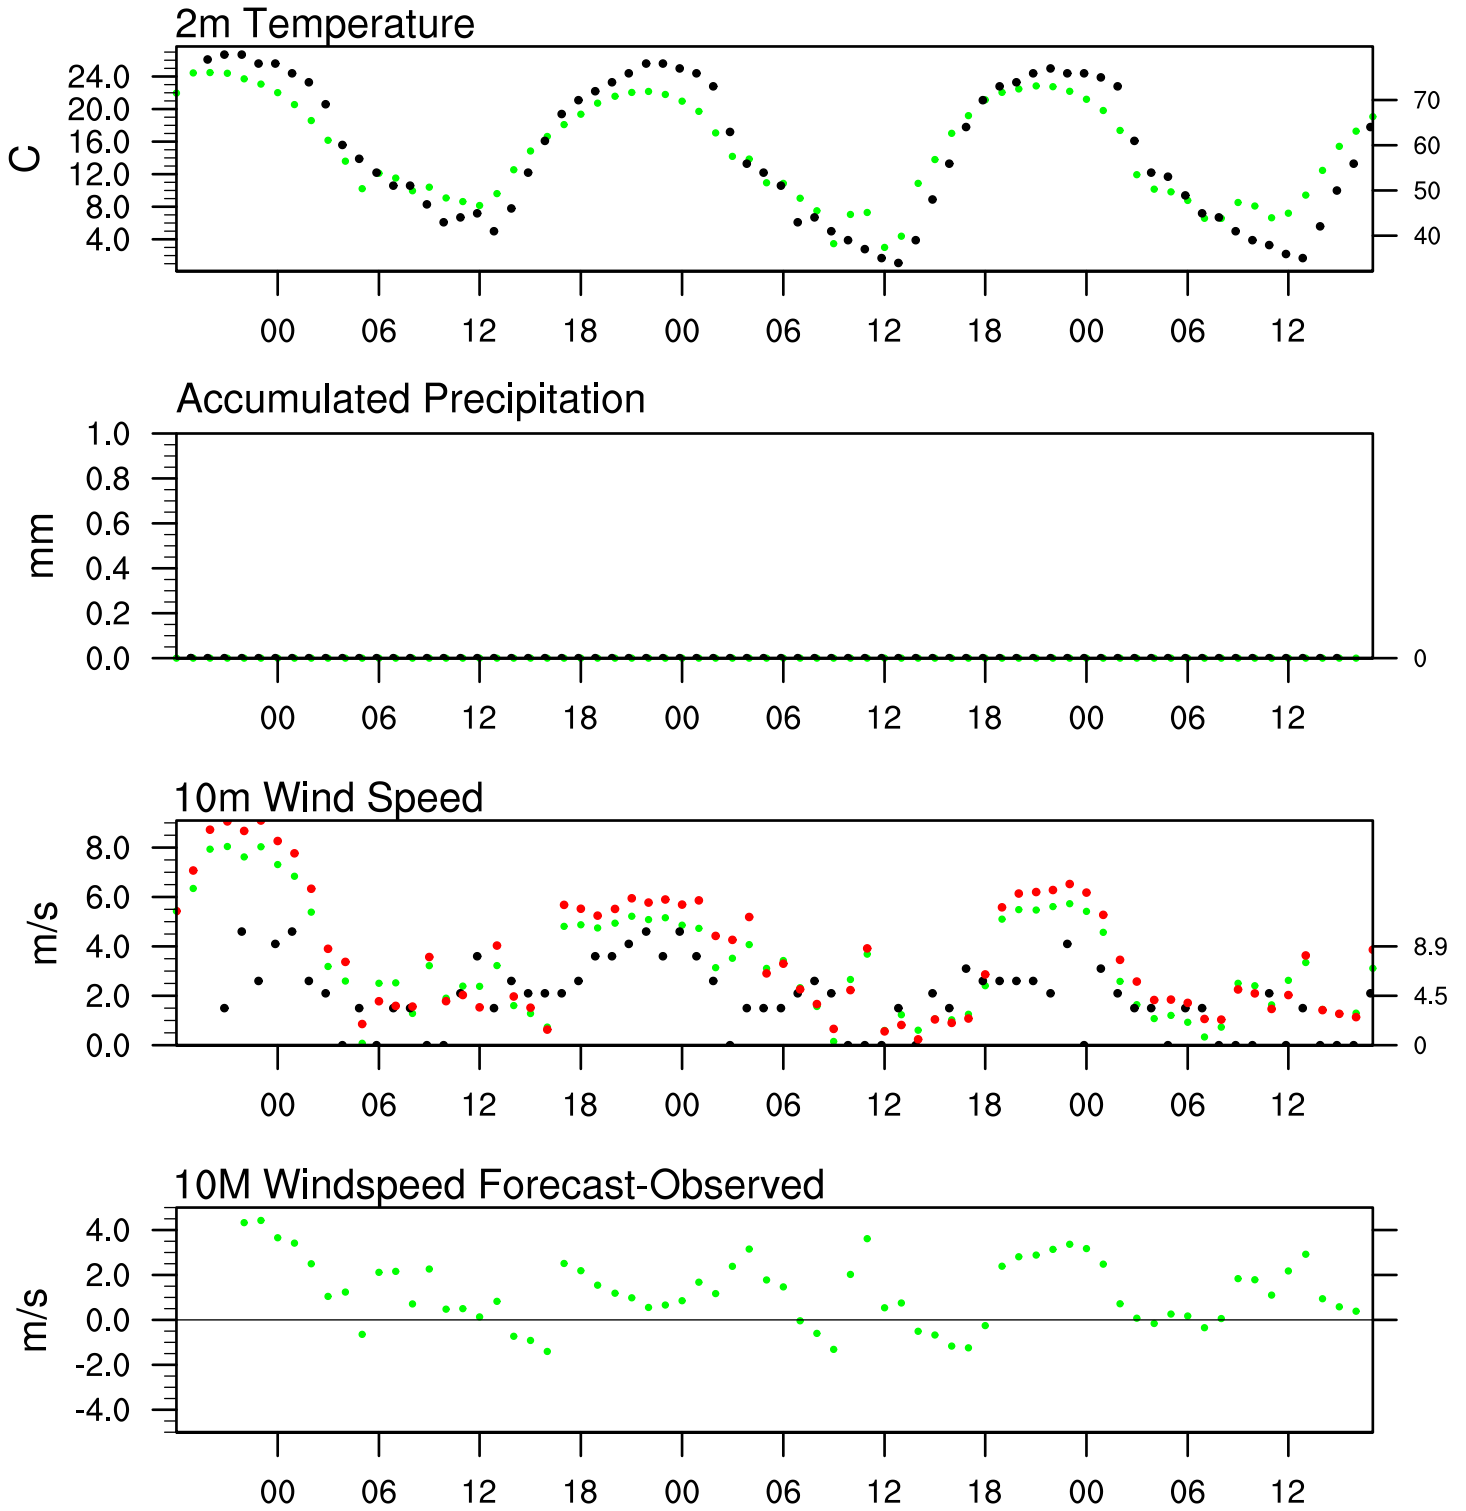 2m Temperature
24.0
20.0
16.0
12.0
8.0
4.0
C
70
60
50
40
00 06 12 18 00 06 12 18 00 06 12
Accumulated Precipitation
1.0
0.8
0.6
0.4
0.2
0.0
mm
0
00 06 12 18 00 06 12 18 00 06 12
10m Wind Speed
8.0
6.0
4.0
2.0
0.0
m/s
8.9
4.5
0
00 06 12 18 00 06 12 18 00 06 12
10M Windspeed Forecast-Observed
4.0
2.0
0.0
-2.0
-4.0
m/s
00 06 12 18 00 06 12 18 00 06 12